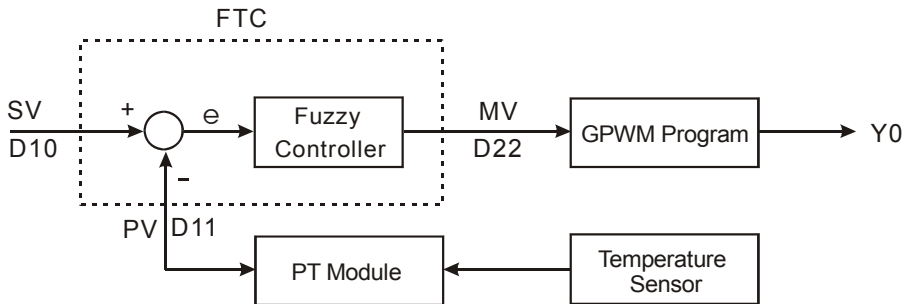 FTC
SV
D10
+
e
−
Fuzzy
Controller
MV
D22
GPWM Program
Y0
PV
D11
PT Module
Temperature
Sensor